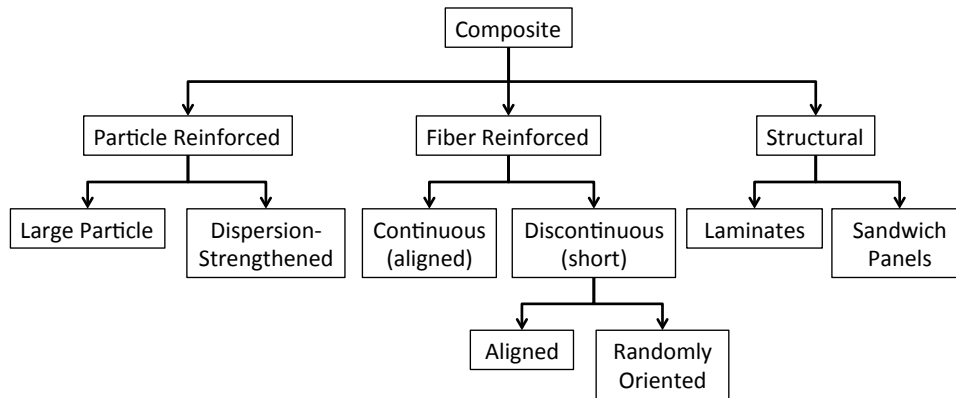 Composite
Particle Reinforced
Fiber Reinforced
Structural
Large Particle
Dispersion-
Strengthened
Continuous
(aligned)
Discontinuous
(short)
Laminates
Sandwich
Panels
Aligned
Randomly
Oriented